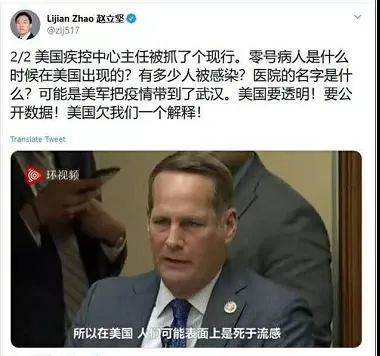 Lijian Zhao 赵立坚
@zlj517
2/2 美国疾控中心主任被抓了个现行。零号病人是什
么时候在美国出现的？有多少人被感染？医院的名字是什
么？可能是美军把疫情带到了武汉。美国要透明！要公
开数据！美国欠我们一个解释！
Translate Tweet
环视频
所以在美国 人们可能表面上是死于流感